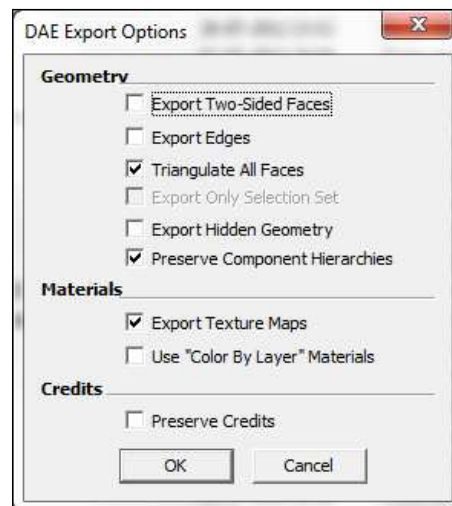 DAE Export Options
Geometry
Export Two-Sided Faces
Export Edges
Triangulate All Faces
Export Only Selection Set
Export Hidden Geometry
Preserve Component Hierarchies
Materials
Export Texture Maps
Use "Color By Layer" Materials
Credits
Preserve Credits
OK
Cancel